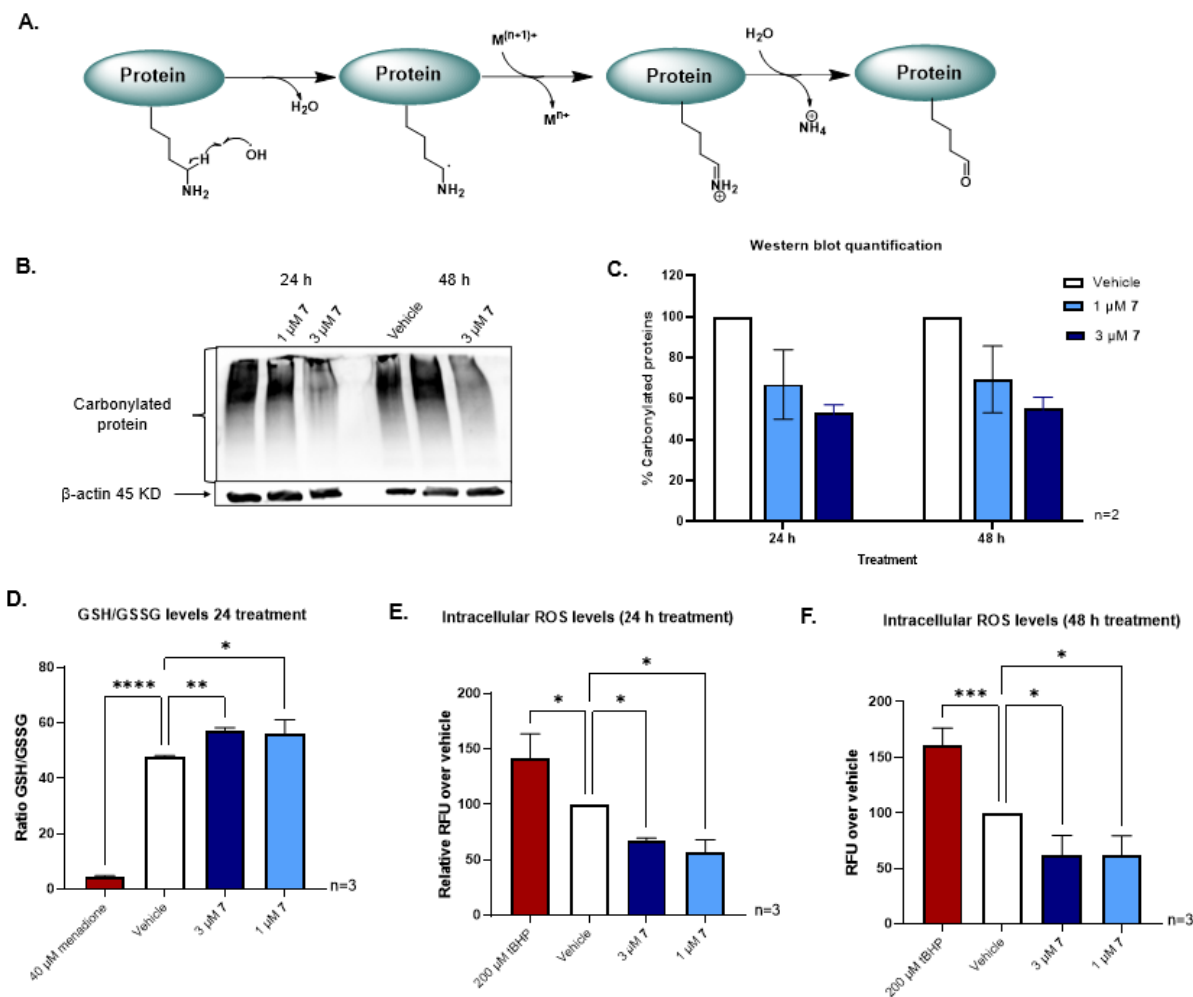 A.
Protein
Protein
Protein
Protein
H₂O
M⁽ⁿ⁺¹⁾⁺
Mⁿ⁺
H₂O
⊕
NH₄
H
OH
NH₂
NH₂
NH₂
⊕
O
B.
24 h
48 h
1 µM 7
3 µM 7
Vehicle
3 µM 7
Carbonylated
protein
β-actin 45 KD
C.
Western blot quantification
% Carbonylated proteins
120
100
80
60
40
20
0
24 h
48 h
Treatment
Vehicle
1 µM 7
3 µM 7
n=2
D.
GSH/GSSG levels 24 treatment
Ratio GSH/GSSG
80
60
40
20
0
****
**
*
40 µM menadione
Vehicle
3 µM 7
1 µM 7
n=3
E.
Intracellular ROS levels (24 h treatment)
Relative RFU over vehicle
200
150
100
50
0
*
*
*
200 µM tBHP
Vehicle
3 µM 7
1 µM 7
n=3
F.
Intracellular ROS levels (48 h treatment)
RFU over vehicle
200
150
100
50
0
***
*
*
200 µM tBHP
Vehicle
3 µM 7
1 µM 7
n=3